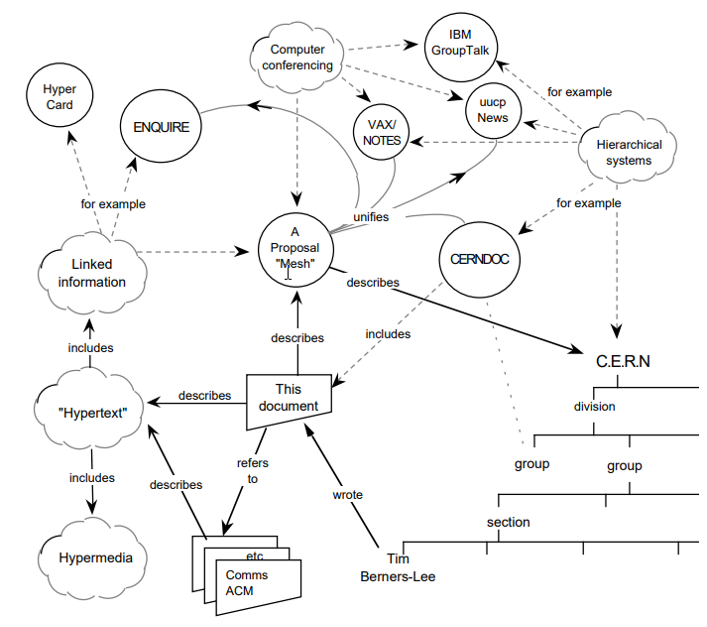 IBM
GroupTalk
Computer
conferencing
Hyper
Card
for example
uucp
News
ENQUIRE
VAX/
NOTES
Hierarchical
systems
for example
for example
unifies
A
Proposal
"Mesh"
CERNDOC
Linked
information
describes
includes
describes
includes
C.E.R.N
This
document
describes
"Hypertext"
division
refers
to
group
group
includes
describes
wrote
section
Hypermedia
etc
Tim
Berners-Lee
Comms
ACM